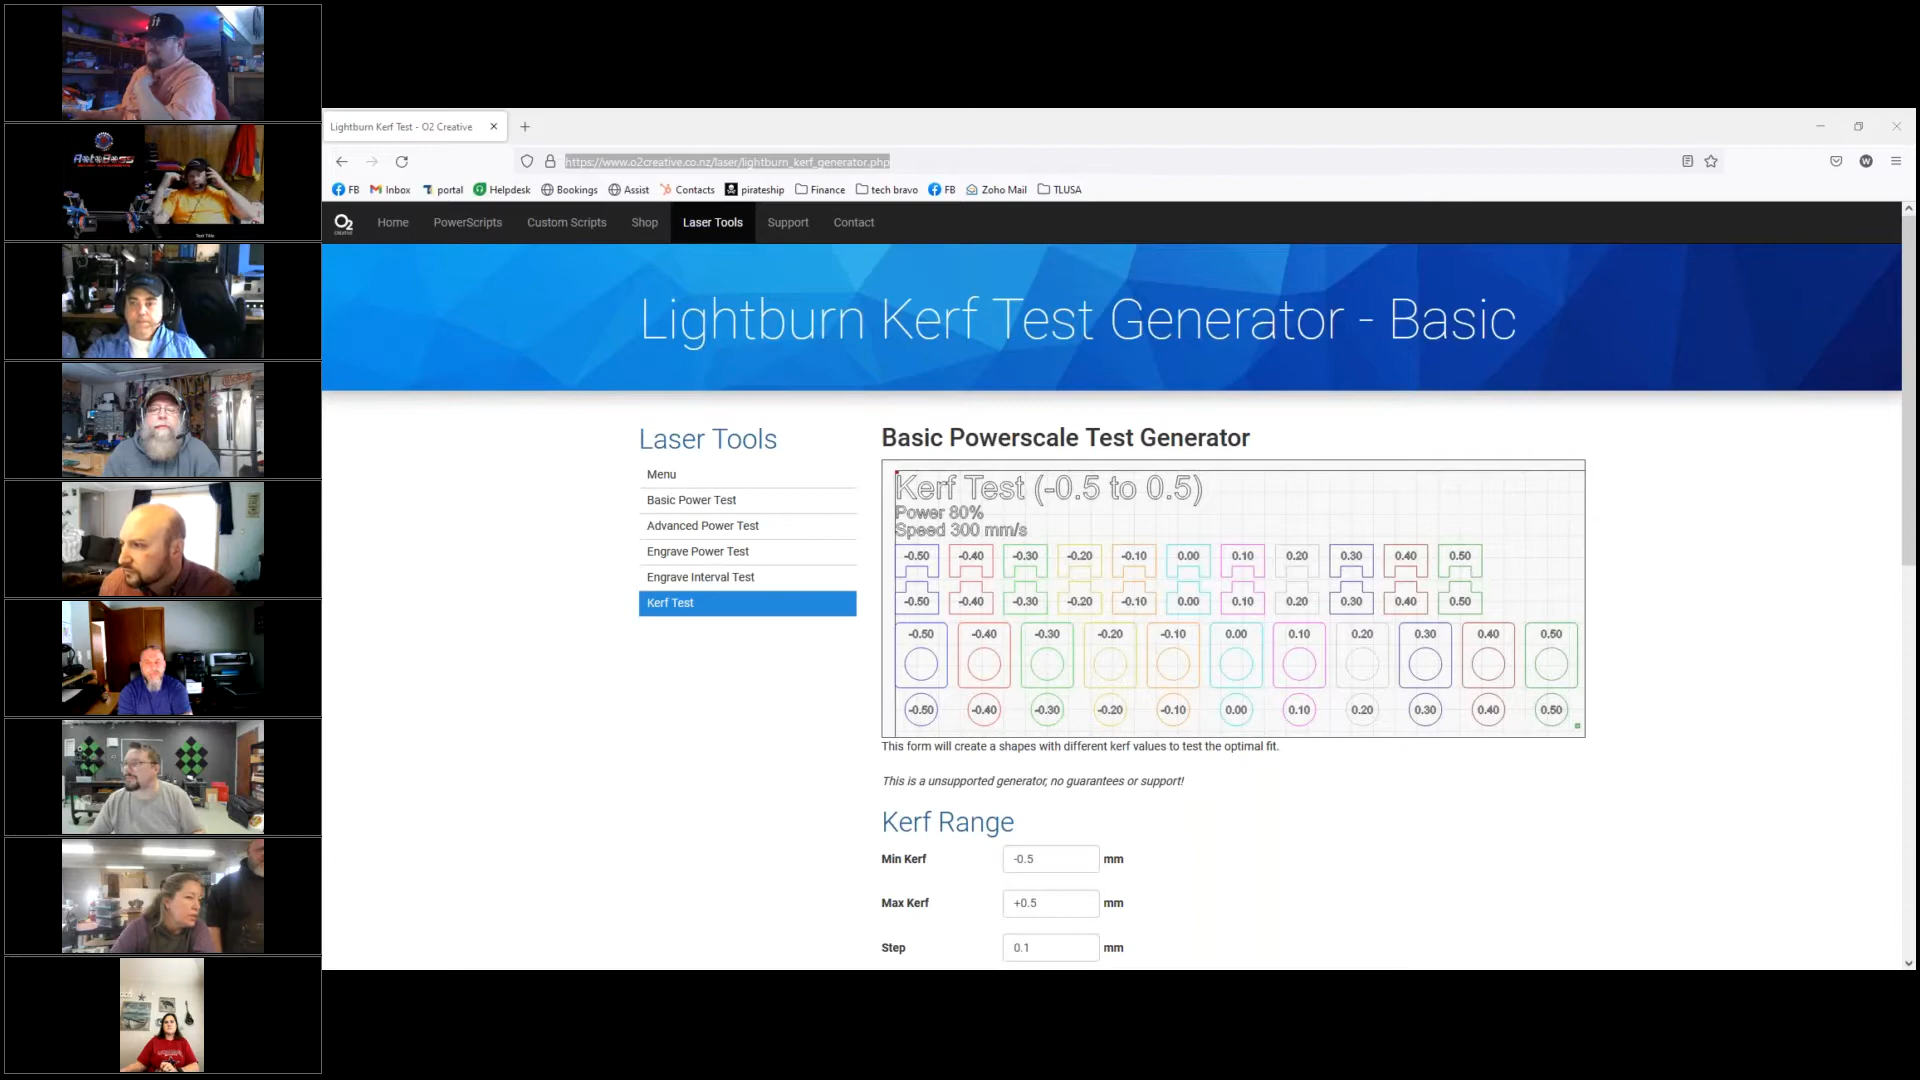 it
AutoBoss
Text Title
Lightburn Kerf Test - O2 Creative
https://www.o2creative.co.nz/laser/lightburn_kerf_generator.php
FB Inbox portal Helpdesk Bookings Assist Contacts pirateship Finance tech bravo FB Zoho Mail TLUSA
W
O2 CREATIVE Home PowerScripts Custom Scripts Shop Laser Tools Support Contact
Lightburn Kerf Test Generator - Basic
Laser Tools
Menu
Basic Power Test
Advanced Power Test
Engrave Power Test
Engrave Interval Test
Kerf Test
Basic Powerscale Test Generator
Kerf Test (-0.5 to 0.5)
Power 80%
Speed 300 mm/s
-0.50 -0.40 -0.30 -0.20 -0.10 0.00 0.10 0.20 0.30 0.40 0.50
-0.50 -0.40 -0.30 -0.20 -0.10 0.00 0.10 0.20 0.30 0.40 0.50
-0.50 -0.40 -0.30 -0.20 -0.10 0.00 0.10 0.20 0.30 0.40 0.50
-0.50 -0.40 -0.30 -0.20 -0.10 0.00 0.10 0.20 0.30 0.40 0.50
This form will create a shapes with different kerf values to test the optimal fit.
This is a unsupported generator, no guarantees or support!
Kerf Range
Min Kerf -0.5 mm
Max Kerf +0.5 mm
Step 0.1 mm